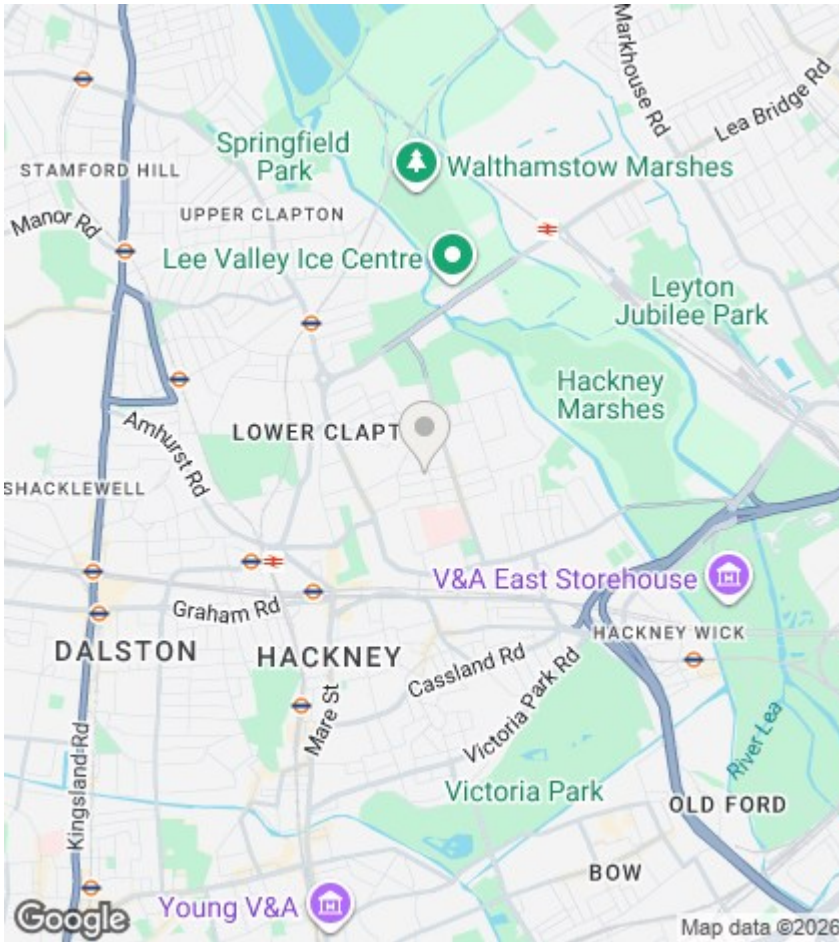 Markhouse Rd
Lea Bridge Rd
Springfield
Park
Walthamstow Marshes
STAMFORD HILL
UPPER CLAPTON
Manor Rd
Lee Valley Ice Centre
Leyton
Jubilee Park
Hackney
Marshes
LOWER CLAPT
Amhurst Rd
SHACKLEWELL
V&A East Storehouse
Graham Rd
HACKNEY WICK
DALSTON
HACKNEY
Cassland Rd
Victoria Park Rd
Mare St
River Lea
Kingsland Rd
Victoria Park
OLD FORD
BOW
Young V&A
Google
Map data ©2026